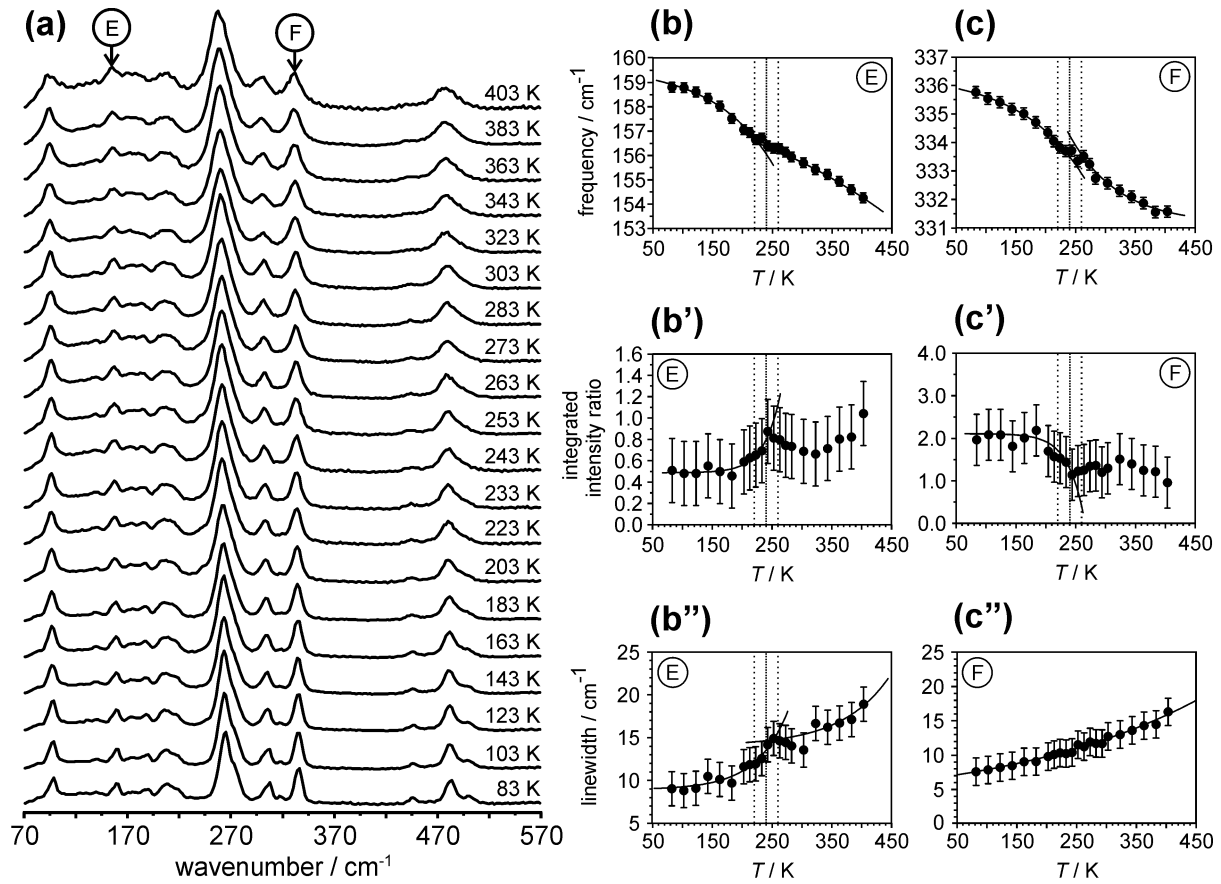 (a)
E
F
403 K
383 K
363 K
343 K
323 K
303 K
283 K
273 K
263 K
253 K
243 K
233 K
223 K
203 K
183 K
163 K
143 K
123 K
103 K
83 K
70 170 270 370 470 570
wavenumber / cm⁻¹
(b)
E
160
159
158
157
156
155
154
153
frequency / cm⁻¹
50 150 250 350 450
T / K
(c)
F
337
336
335
334
333
332
331
50 150 250 350 450
T / K
(b')
E
1.6
1.4
1.2
1.0
0.8
0.6
0.4
0.2
0.0
integrated
intensity ratio
50 150 250 350 450
T / K
(c')
F
4.0
3.0
2.0
1.0
0.0
50 150 250 350 450
T / K
(b'')
E
25
20
15
10
5
linewidth / cm⁻¹
50 150 250 350 450
T / K
(c'')
F
25
20
15
10
5
0
50 150 250 350 450
T / K